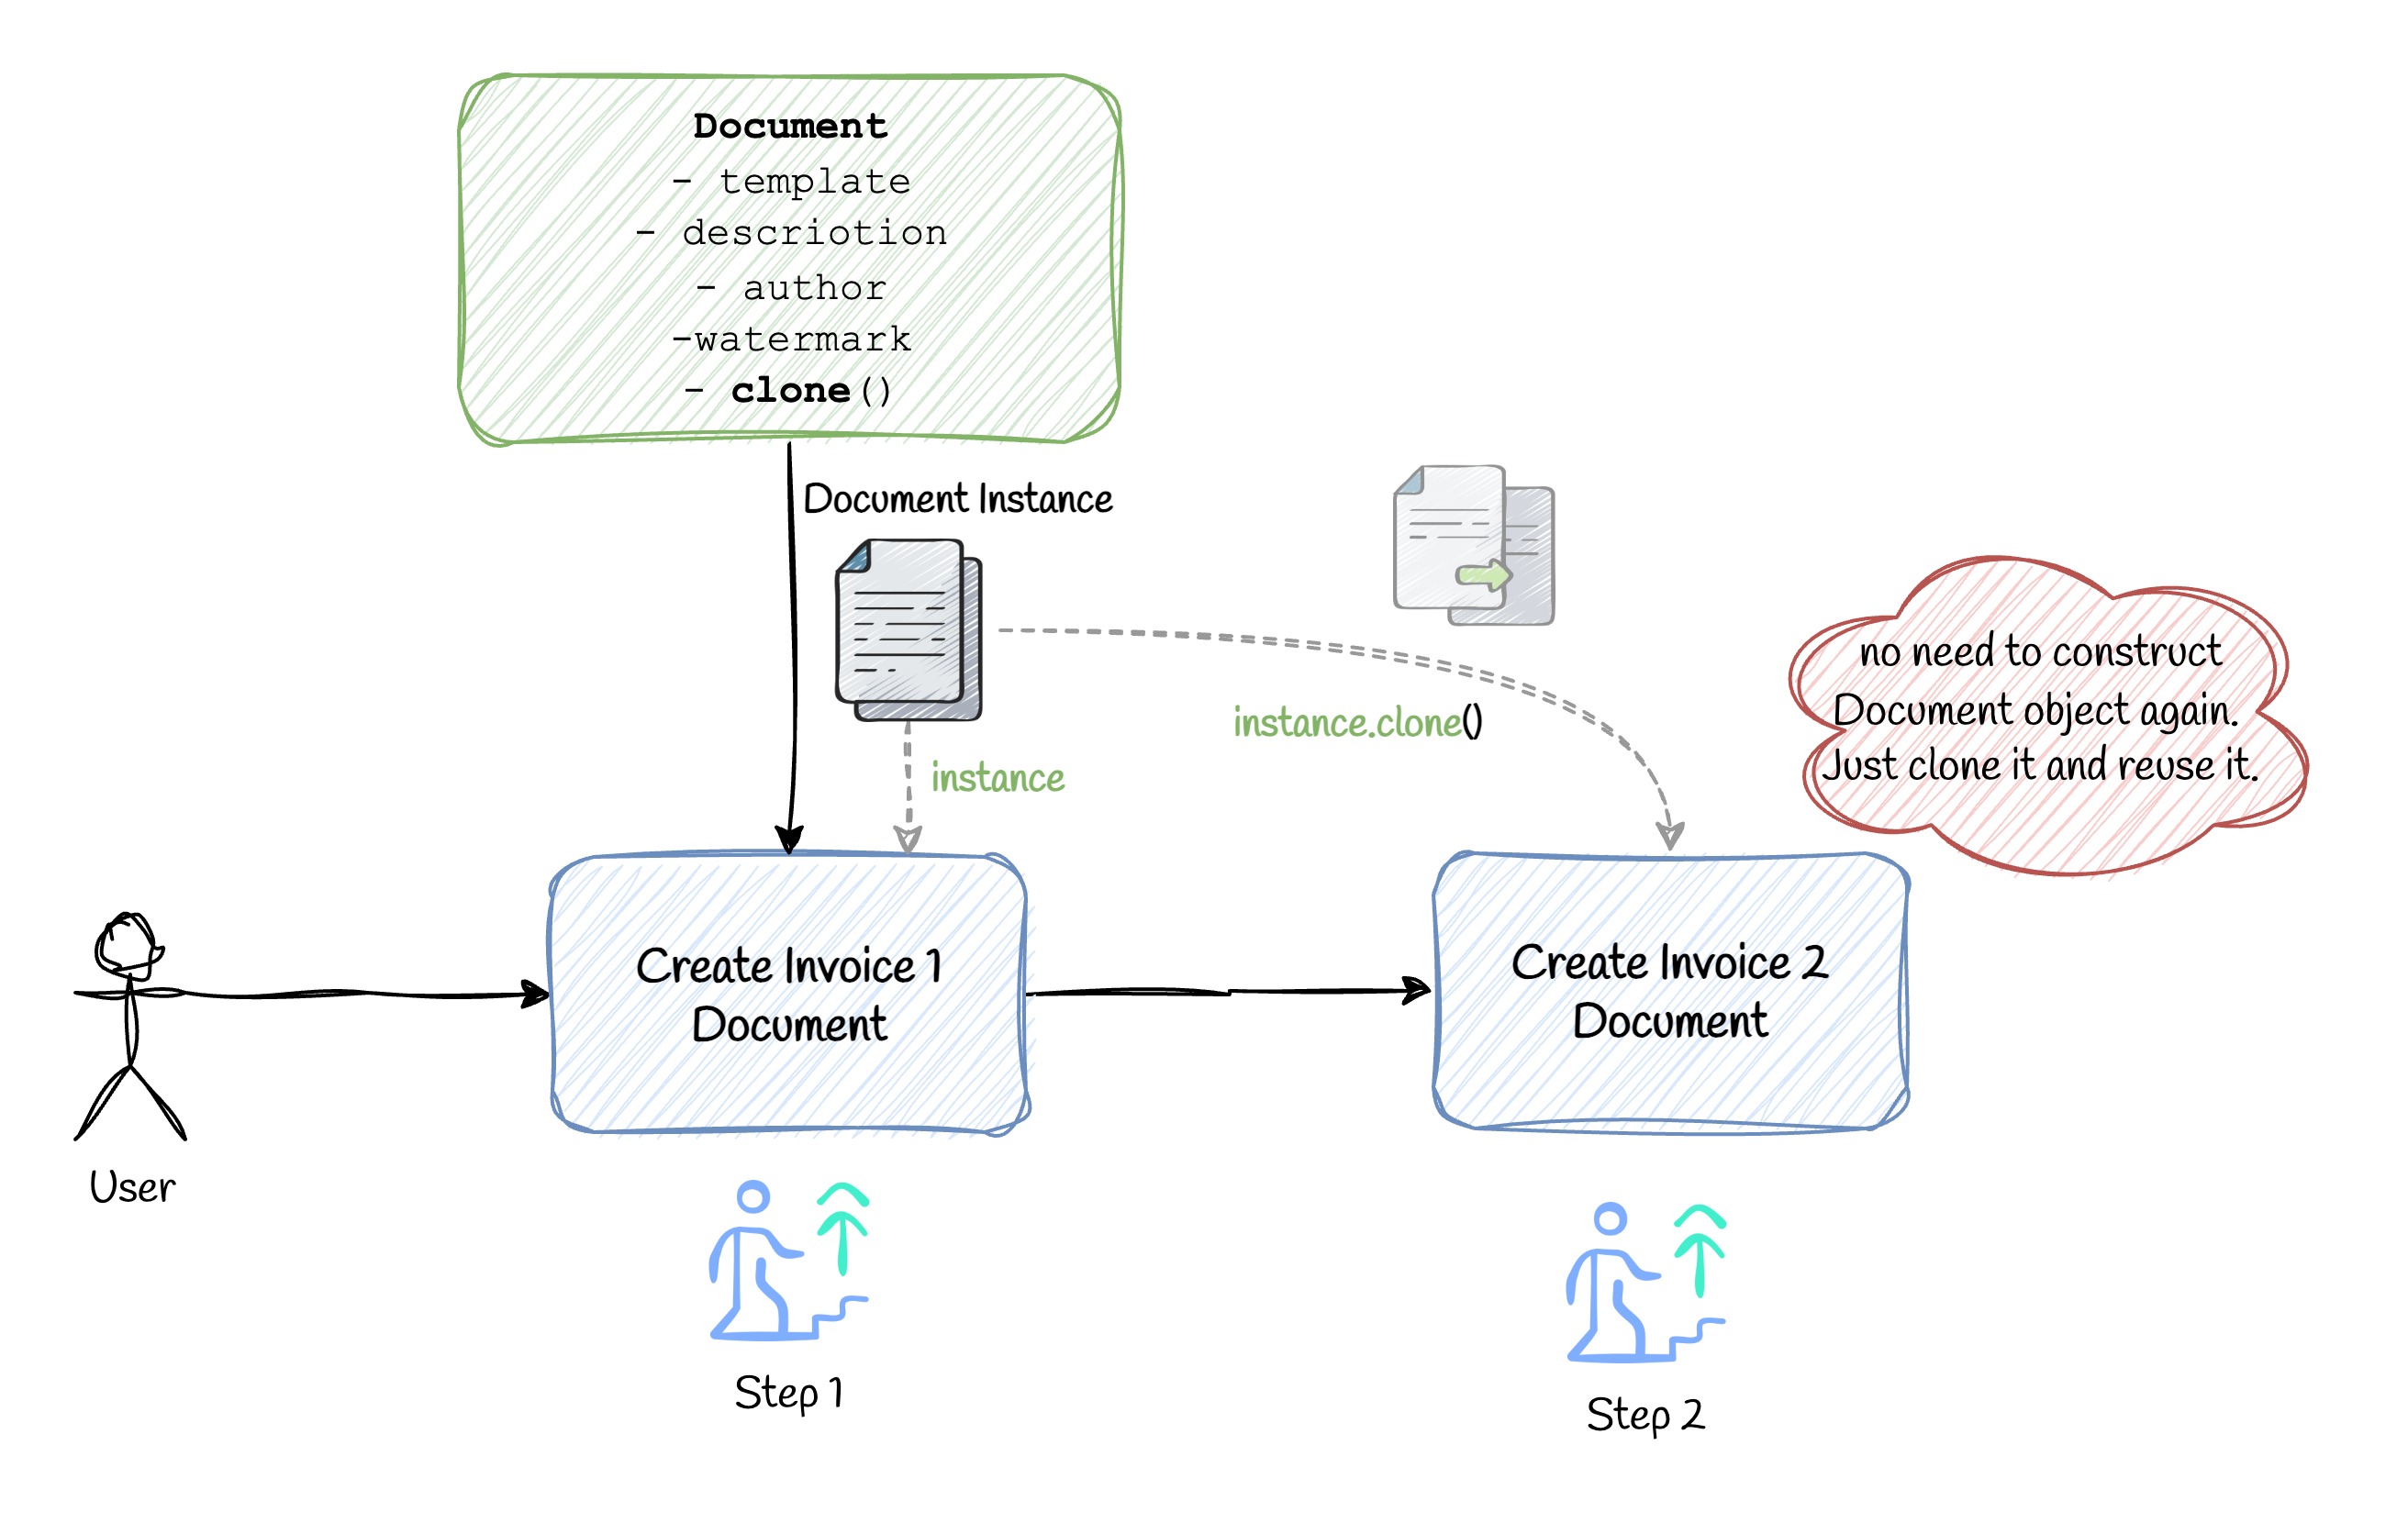 Document
- template
- descriotion
- author
-watermark
- clone()
Document Instance
instance.clone()
instance
no need to construct
Document object again.
Just clone it and reuse it.
Create Invoice 1
Document
Create Invoice 2
Document
User
Step 1
Step 2